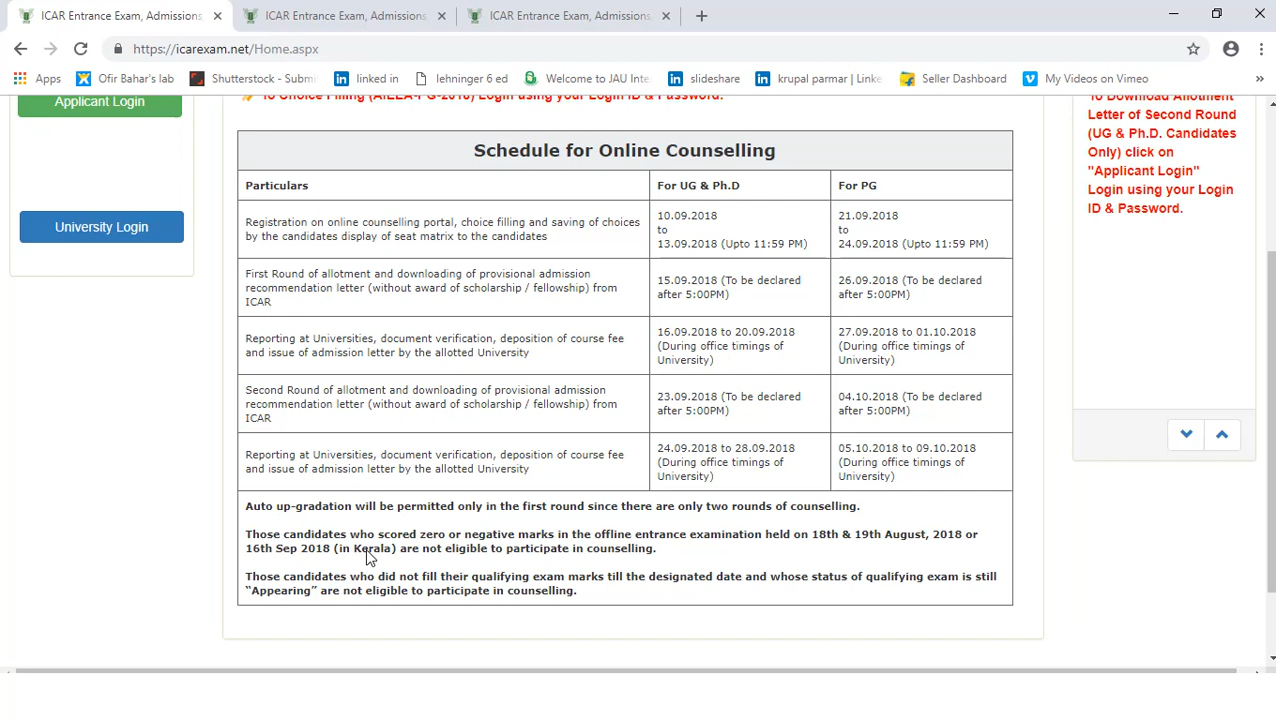 ICAR Entrance Exam, Admissions,
ICAR Entrance Exam, Admissions,
ICAR Entrance Exam, Admissions,
https://icarexam.net/Home.aspx
Apps
Ofir Bahar's lab
Shutterstock - Subm
linked in
lehninger 6 ed
Welcome to JAU Inte
slideshare
krupal parmar | Linke
Seller Dashboard
My Videos on Vimeo
»
Applicant Login
University Login
To Choice Filling (AIEEA-PG-2018) Login using your Login ID & Password.
Schedule for Online Counselling
Particulars
For UG & Ph.D
For PG
Registration on online counselling portal, choice filling and saving of choices
by the candidates display of seat matrix to the candidates
10.09.2018
to
13.09.2018 (Upto 11:59 PM)
21.09.2018
to
24.09.2018 (Upto 11:59 PM)
First Round of allotment and downloading of provisional admission
recommendation letter (without award of scholarship / fellowship) from
ICAR
15.09.2018 (To be declared
after 5:00PM)
26.09.2018 (To be declared
after 5:00PM)
Reporting at Universities, document verification, deposition of course fee
and issue of admission letter by the allotted University
16.09.2018 to 20.09.2018
(During office timings of
University)
27.09.2018 to 01.10.2018
(During office timings of
University)
Second Round of allotment and downloading of provisional admission
recommendation letter (without award of scholarship / fellowship) from
ICAR
23.09.2018 (To be declared
after 5:00PM)
04.10.2018 (To be declared
after 5:00PM)
Reporting at Universities, document verification, deposition of course fee
and issue of admission letter by the allotted University
24.09.2018 to 28.09.2018
(During office timings of
University)
05.10.2018 to 09.10.2018
(During office timings of
University)
Auto up-gradation will be permitted only in the first round since there are only two rounds of counselling.
Those candidates who scored zero or negative marks in the offline entrance examination held on 18th & 19th August, 2018 or
16th Sep 2018 (in Kerala) are not eligible to participate in counselling.
Those candidates who did not fill their qualifying exam marks till the designated date and whose status of qualifying exam is still
“Appearing” are not eligible to participate in counselling.
To Download Allotment
Letter of Second Round
(UG & Ph.D. Candidates
Only) click on
"Applicant Login"
Login using your Login
ID & Password.